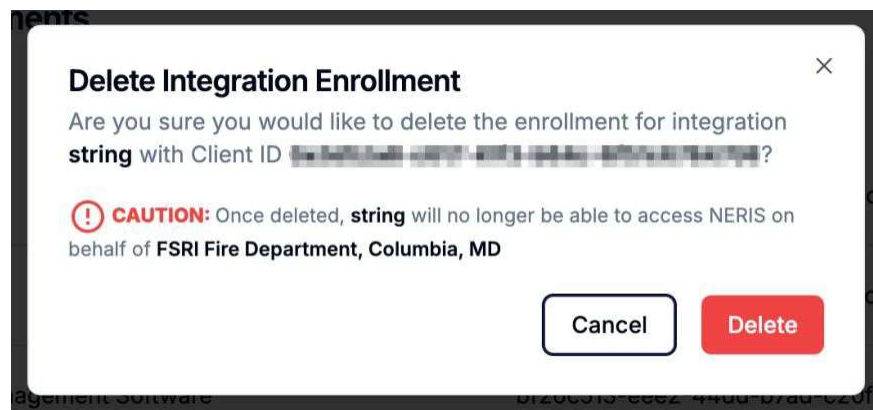 Delete Integration Enrollment
Are you sure you would like to delete the enrollment for integration
string with Client ID ?
CAUTION: Once deleted, string will no longer be able to access NERIS on
behalf of FSRI Fire Department, Columbia, MD
Cancel Delete